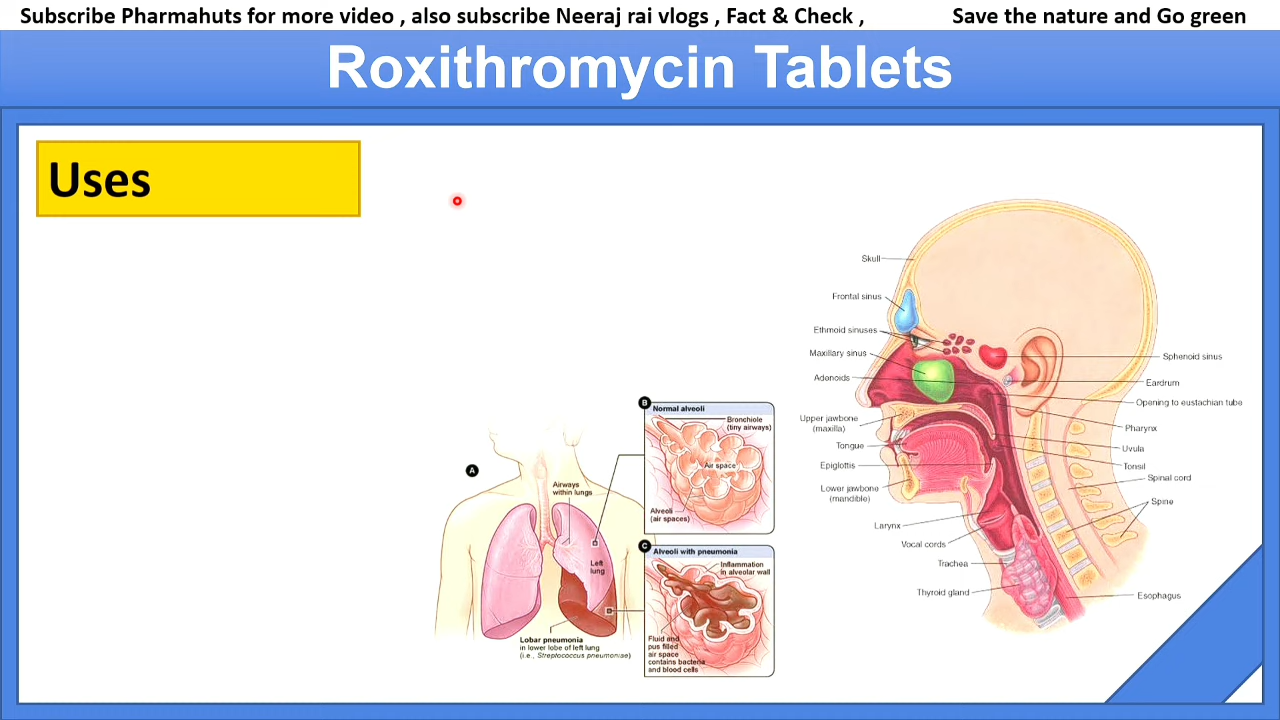 Subscribe Pharmahuts for more video , also subscribe Neeraj rai vlogs , Fact & Check , Save the nature and Go green
Roxithromycin Tablets
Uses
A
Airways
within lungs
Left
lung
Lobar pneumonia
in lower lobe of left lung
(i.e., Streptococcus pneumoniae)
B
Normal alveoli
Bronchiole
(tiny airways)
Air space
Alveoli
(air spaces)
C
Alveoli with pneumonia
Inflammation
in alveolar wall
Fluid and
pus filled
air space
contains bacteria
and blood cells
Skull
Frontal sinus
Ethmoid sinuses
Maxillary sinus
Adenoids
Upper jawbone
(maxilla)
Tongue
Epiglottis
Lower jawbone
(mandible)
Larynx
Vocal cords
Trachea
Thyroid gland
Sphenoid sinus
Eardrum
Opening to eustachian tube
Pharynx
Uvula
Tonsil
Spinal cord
Spine
Esophagus